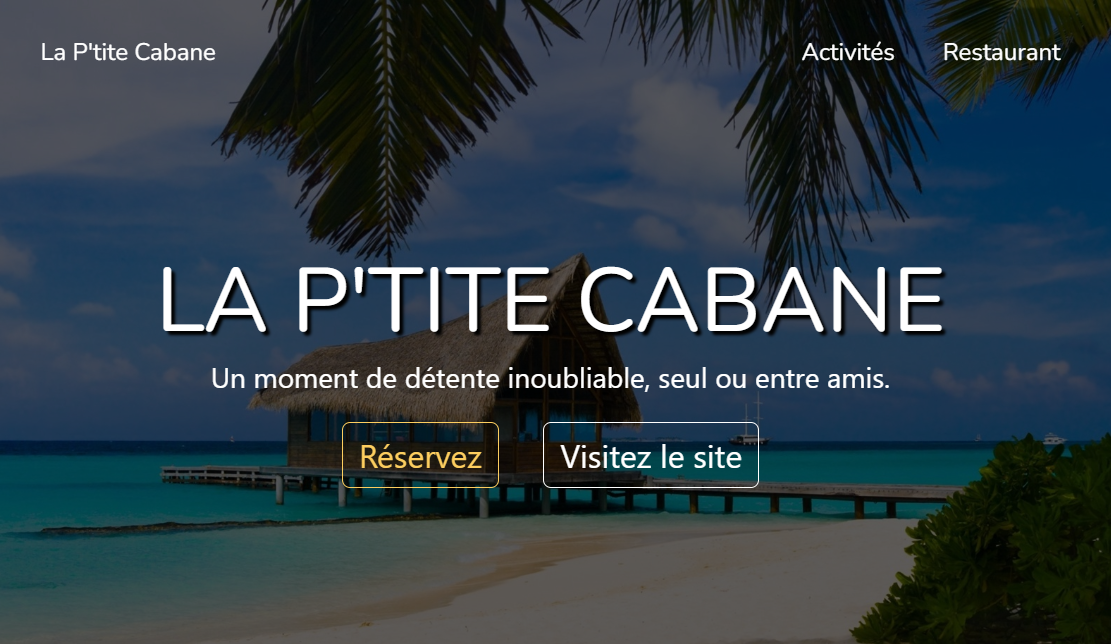 La P'tite Cabane
Activités Restaurant
LA P'TITE CABANE
Un moment de détente inoubliable, seul ou entre amis.
Réservez Visitez le site